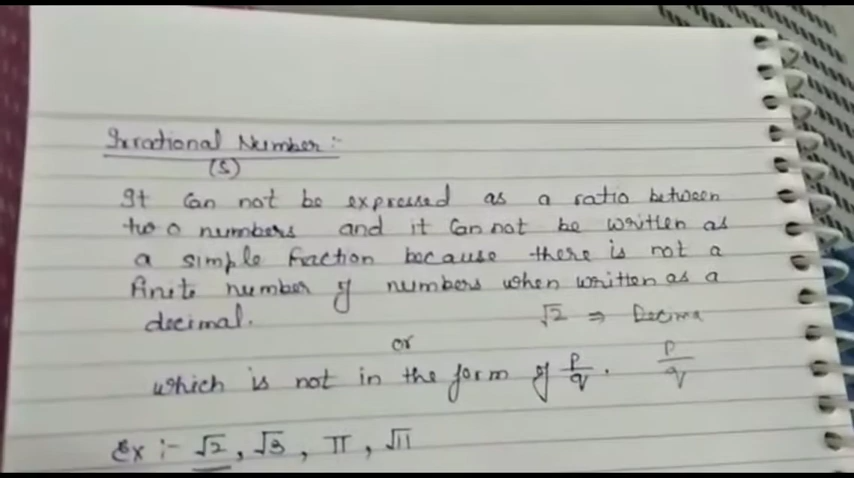 Irrational Number :-
(S)
It can not be expressed as a ratio between
two numbers and it can not be written as
a simple fraction because there is not a
finite number of numbers when written as a
decimal.
√2 ⇒ Decima
or
which is not in the form of p/q. p/q
Ex :- √2, √3, π, √11